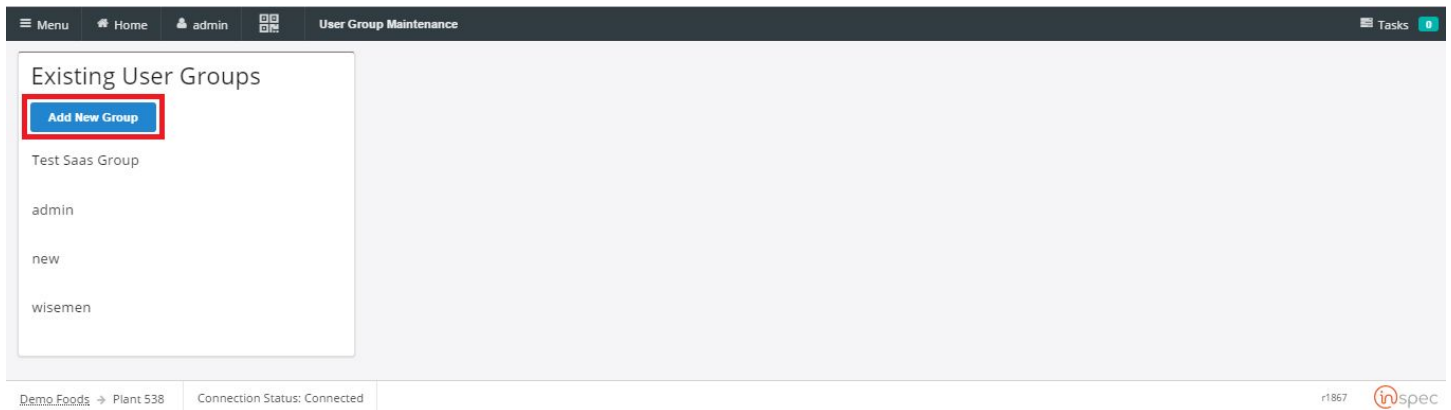 Menu Home admin User Group Maintenance Tasks 0
Existing User Groups
Add New Group
Test Saas Group
admin
new
wisemen
Demo Foods → Plant 538 Connection Status: Connected r1867 inspec